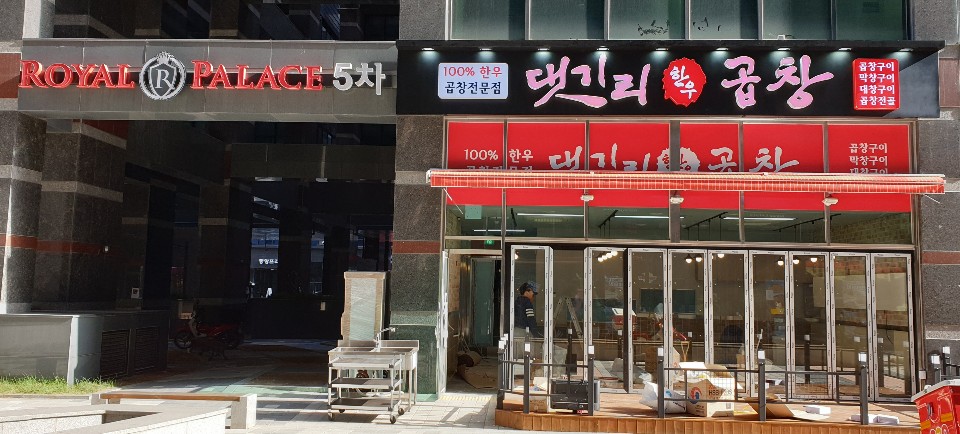 ROYAL R PALACE 5차
100% 한우
곱창전문점
댓끼리 한우 곱창
곱창구이
막창구이
대창구이
곱창전골
100% 한우
댓끼리 한우 곱창
곱창구이
막창구이